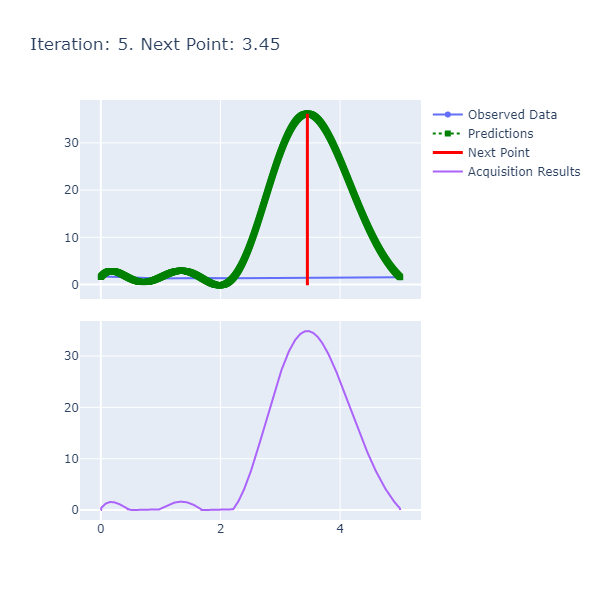 Iteration: 5. Next Point: 3.45
Observed Data
Predictions
Next Point
Acquisition Results
30
20
10
0
30
20
10
0
0 2 4